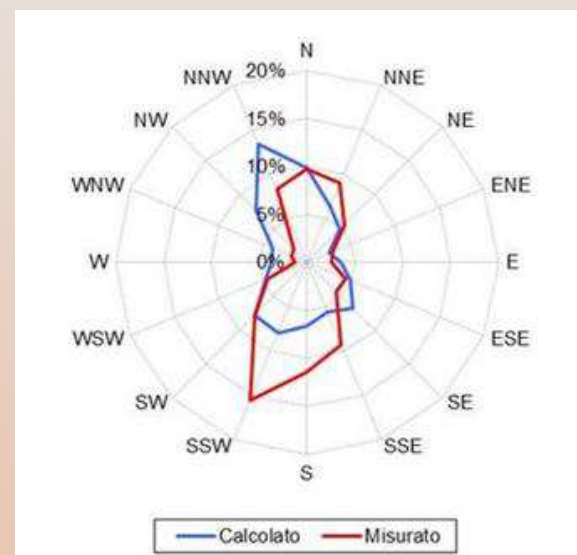 N
NNW
NNE
NW
NE
WNW
ENE
W
E
WSW
ESE
SW
SE
SSW
SSE
S
20%
15%
10%
5%
0%
Calcolato
Misurato